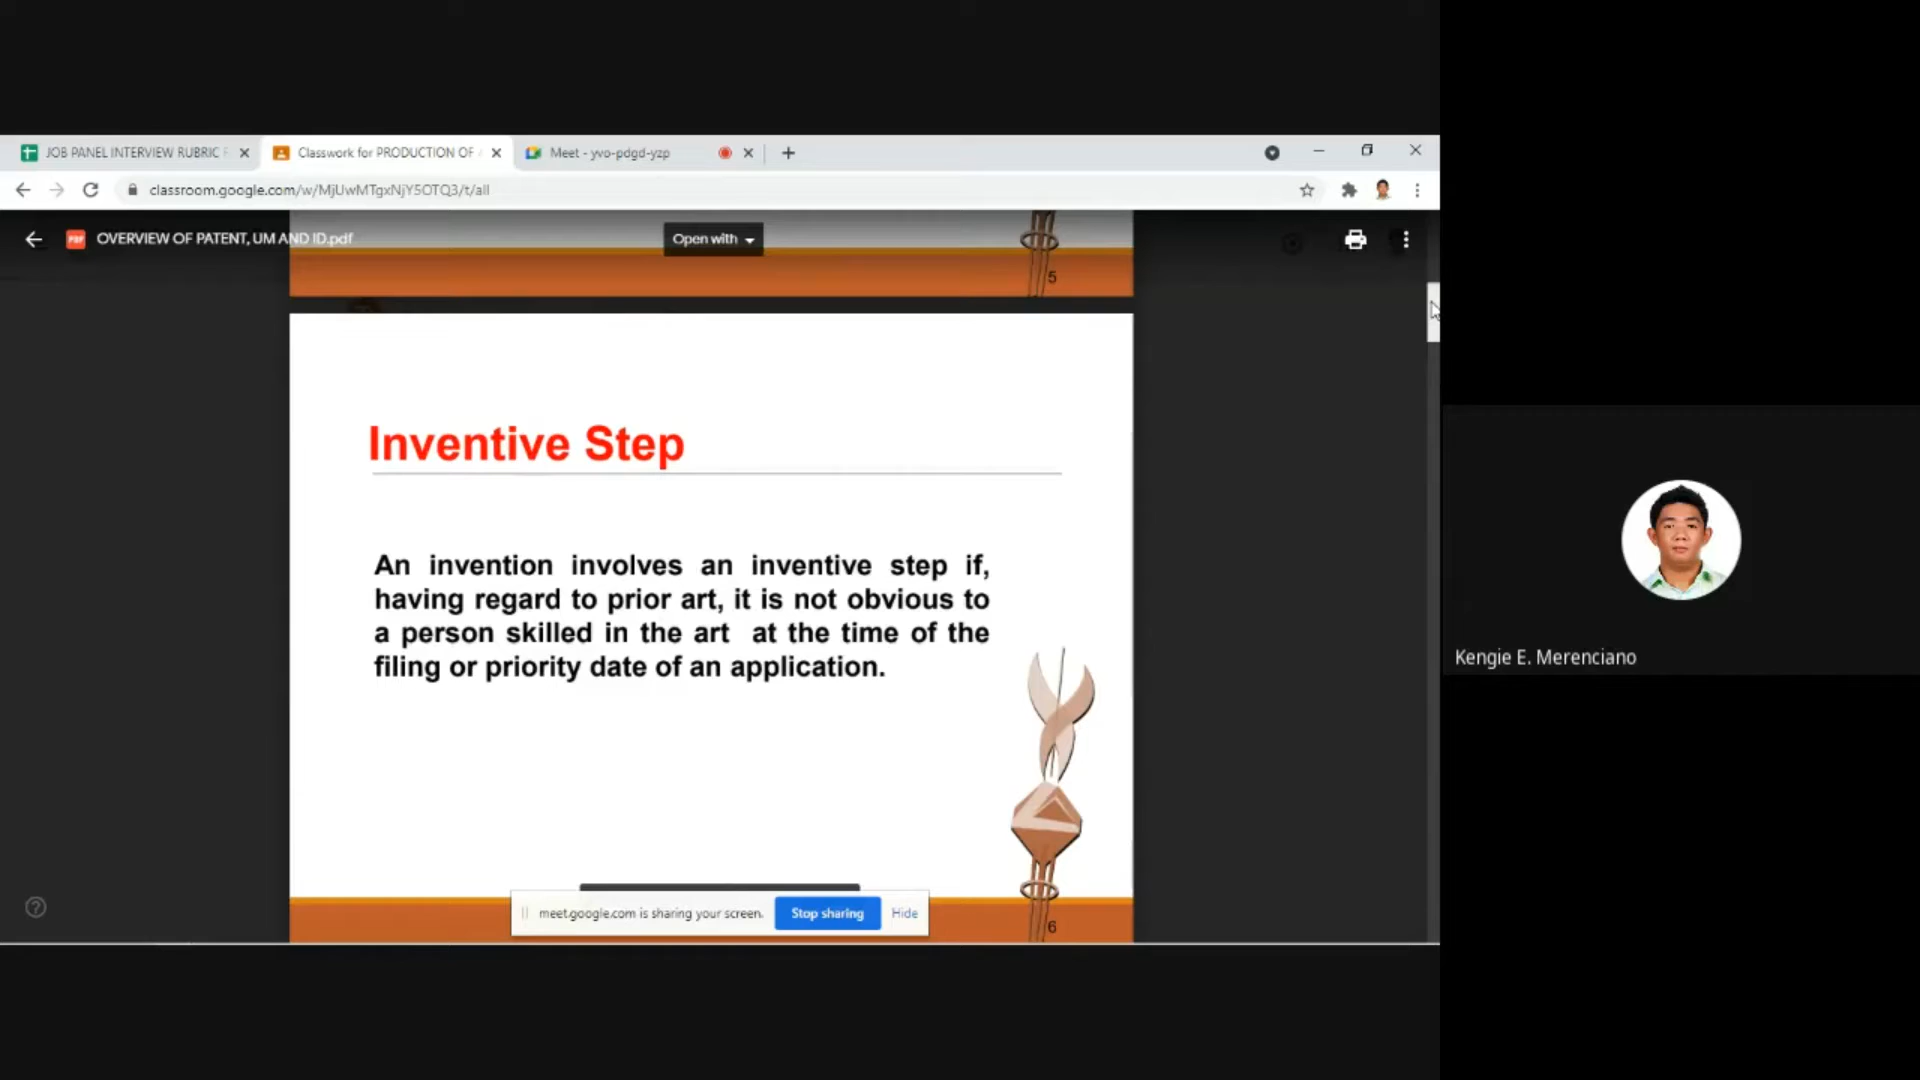 JOB PANEL INTERVIEW RUBRIC
Classwork for PRODUCTION OF
Meet - yvo-pdgd-yzp
classroom.google.com/w/MjUwMTgxNjY5OTQ3/t/all
PDF
OVERVIEW OF PATENT, UM AND ID.pdf
Open with
5
Inventive Step
An invention involves an inventive step if,
having regard to prior art, it is not obvious to
a person skilled in the art at the time of the
filing or priority date of an application.
Kengie E. Merenciano
meet.google.com is sharing your screen.
Stop sharing
Hide
6